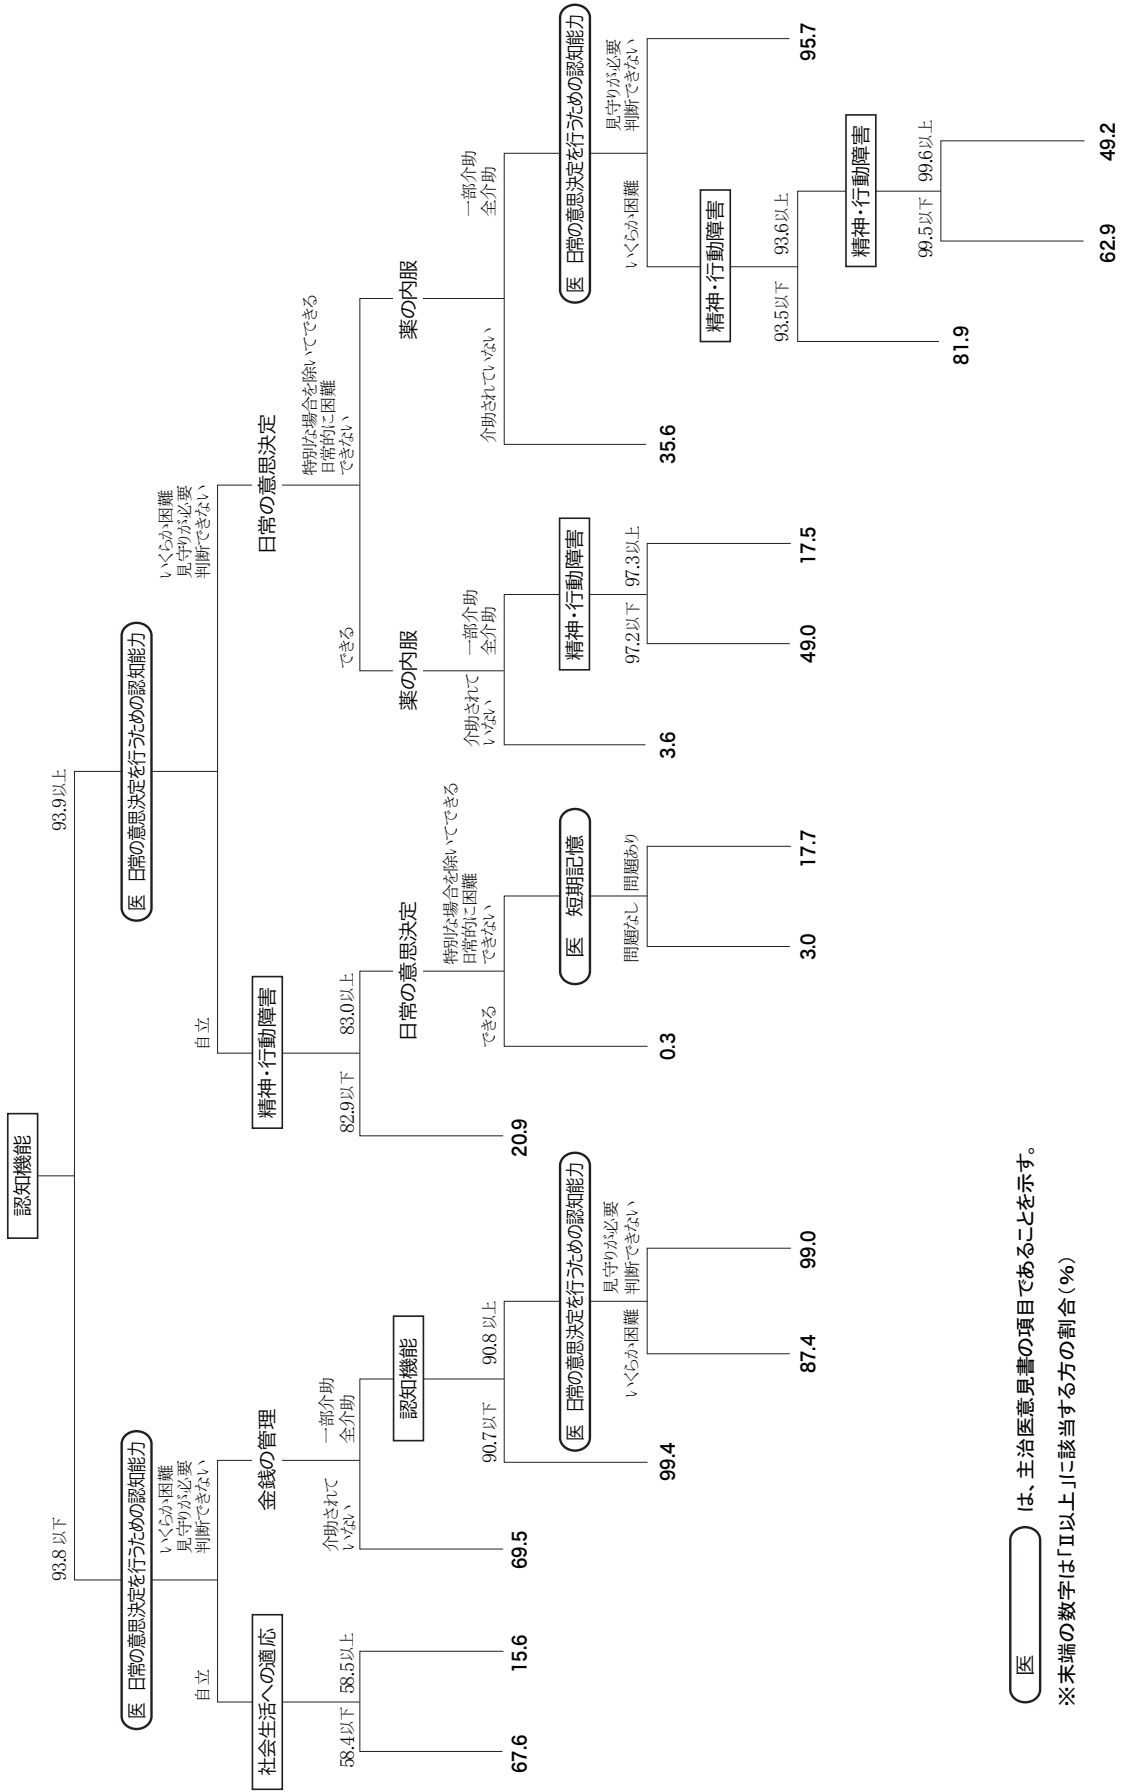 認知機能
93.8 以下
93.9以上
医 日常の意思決定を行うための認知能力
自立
いくらか困難
見守りが必要
判断できない
社会生活への適応
58.4以下
58.5以上
67.6
15.6
金銭の管理
介助されて
いない
一部介助
全介助
69.5
認知機能
90.7以下
90.8 以上
99.4
医 日常の意思決定を行うための認知能力
いくらか困難
見守りが必要
判断できない
87.4
99.0
医 日常の意思決定を行うための認知能力
自立
いくらか困難
見守りが必要
判断できない
精神・行動障害
82.9以下
83.0以上
20.9
日常の意思決定
できる
特別な場合を除いてできる
日常的に困難
できない
0.3
医 短期記憶
問題なし
問題あり
3.0
17.7
日常の意思決定
できる
特別な場合を除いてできる
日常的に困難
できない
薬の内服
介助されて
いない
一部介助
全介助
3.6
精神・行動障害
97.2以下
97.3以上
49.0
17.5
薬の内服
介助されていない
一部介助
全介助
35.6
医 日常の意思決定を行うための認知能力
いくらか困難
見守りが必要
判断できない
95.7
精神・行動障害
93.5以下
93.6以上
81.9
精神・行動障害
99.5以下
99.6以上
62.9
49.2
医 は、主治医意見書の項目であることを示す。
※末端の数字は「Ⅱ以上」に該当する方の割合(%)